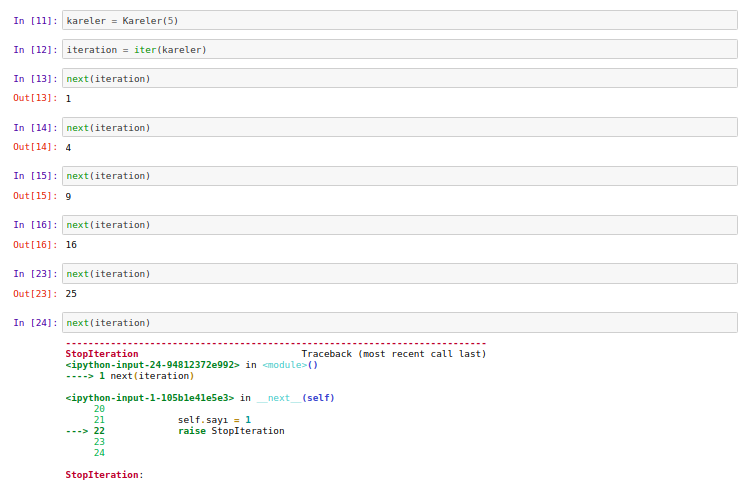 In [11]: kareler = Kareler(5)
In [12]: iteration = iter(kareler)
In [13]: next(iteration)
Out[13]: 1
In [14]: next(iteration)
Out[14]: 4
In [15]: next(iteration)
Out[15]: 9
In [16]: next(iteration)
Out[16]: 16
In [23]: next(iteration)
Out[23]: 25
In [24]: next(iteration)
---------------------------------------------------------------------------
StopIteration                             Traceback (most recent call last)
<ipython-input-24-94812372e992> in <module>()
----> 1 next(iteration)
<ipython-input-1-105b1e41e5e3> in __next__(self)
     20
     21             self.sayı = 1
---> 22             raise StopIteration
     23
     24
StopIteration: